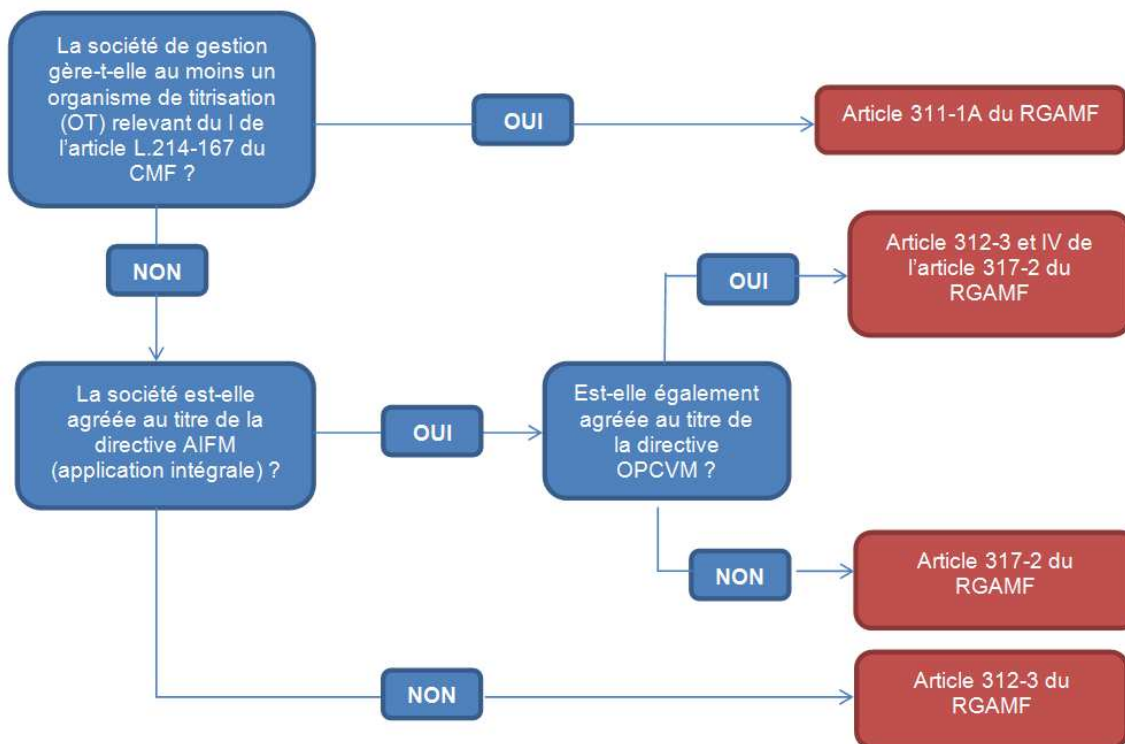 La société de gestion
gère-t-elle au moins un
organisme de titrisation
(OT) relevant du I de
l'article L.214-167 du
CMF ?
OUI
Article 311-1A du RGAMF
NON
La société est-elle
agréée au titre de la
directive AIFM
(application intégrale) ?
OUI
Est-elle également
agréée au titre de
la directive
OPCVM ?
OUI
Article 312-3 et IV de
l'article 317-2 du
RGAMF
NON
Article 317-2 du
RGAMF
NON
Article 312-3 du
RGAMF